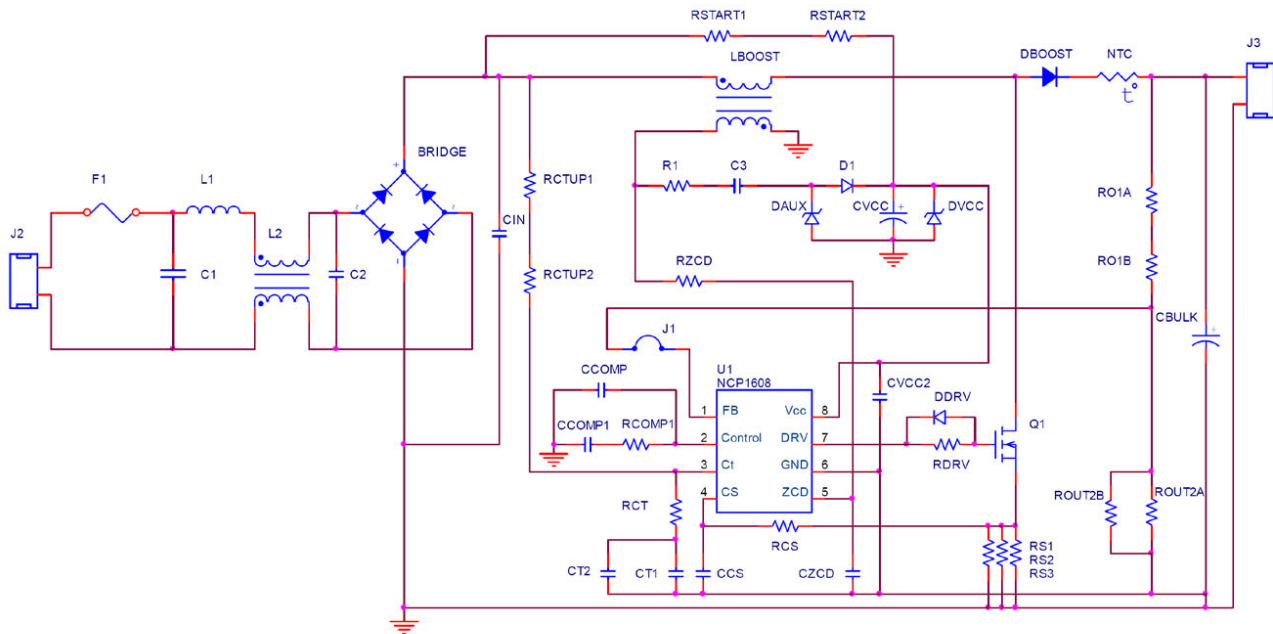 RSTART1
RSTART2
LBOOST
DBOOST
NTC
J3
t°
+
BRIDGE
F1
L1
J2
L2
C1
C2
-
CIN
RCTUP1
RCTUP2
R1
C3
D1
DAUX
CVCC
+
DVCC
RZCD
RO1A
RO1B
CBULK
+
J1
U1
NCP1608
CCOMP
CCOMP1
RCOMP1
1 FB
2 Control
3 Ct
4 CS
Vcc 8
DRV 7
GND 6
ZCD 5
CVCC2
DDRV
RDRV
Q1
RCT
RCS
CT2
CT1
CCS
CZCD
RS1
RS2
RS3
ROUT2B
ROUT2A